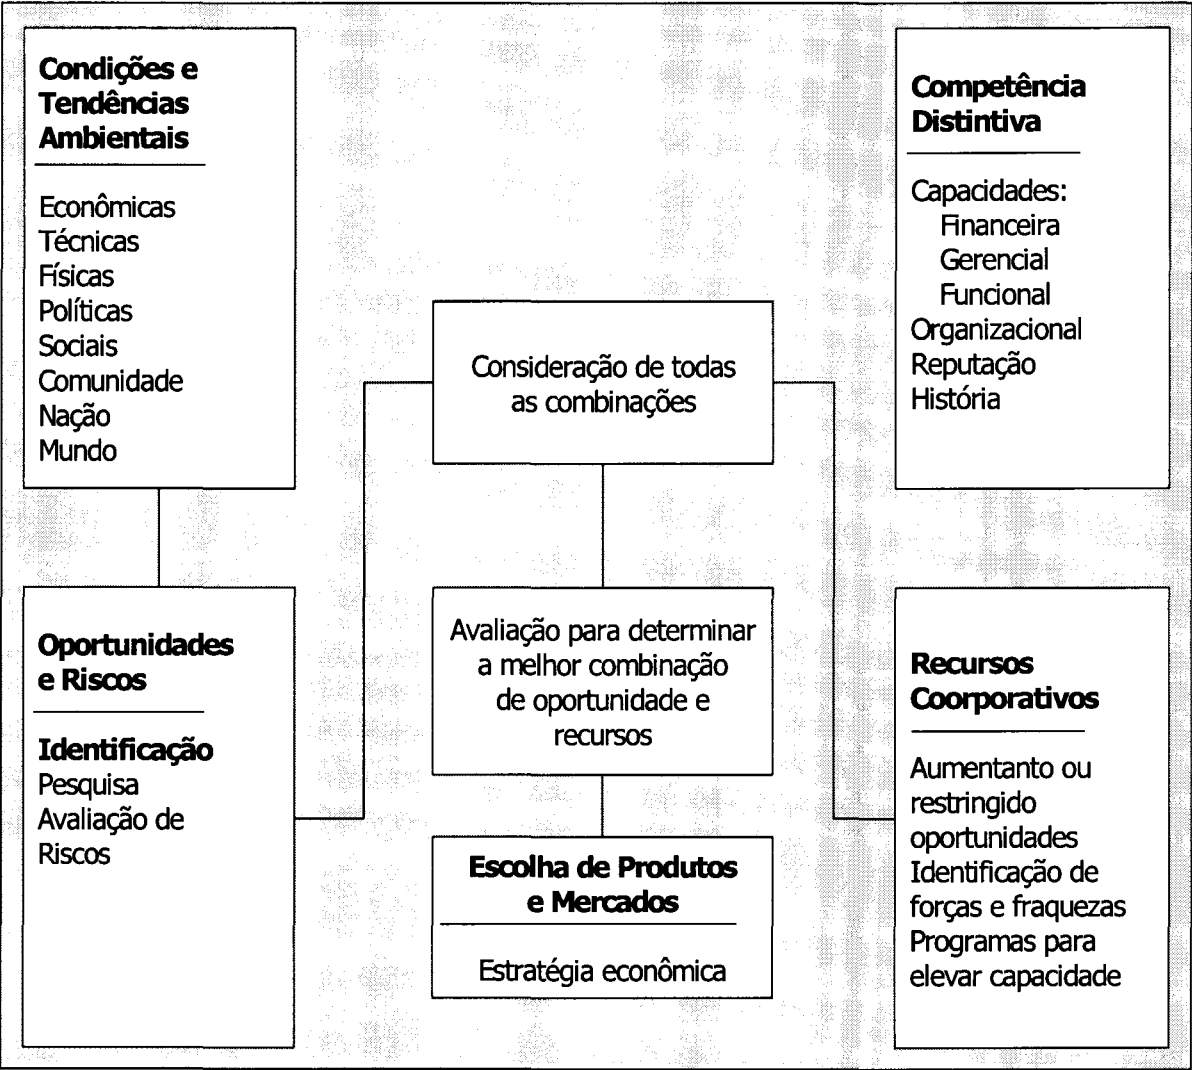 Condições e
Tendências
Ambientais
Econômicas
Técnicas
Físicas
Políticas
Sociais
Comunidade
Nação
Mundo
Oportunidades
e Riscos
Identificação
Pesquisa
Avaliação de
Riscos
Consideração de todas
as combinações
Avaliação para determinar
a melhor combinação
de oportunidade e
recursos
Escolha de Produtos
e Mercados
Estratégia econômica
Competência
Distintiva
Capacidades:
Financeira
Gerencial
Funcional
Organizacional
Reputação
História
Recursos
Coorporativos
Aumentanto ou
restringido
oportunidades
Identificação de
forças e fraquezas
Programas para
elevar capacidade